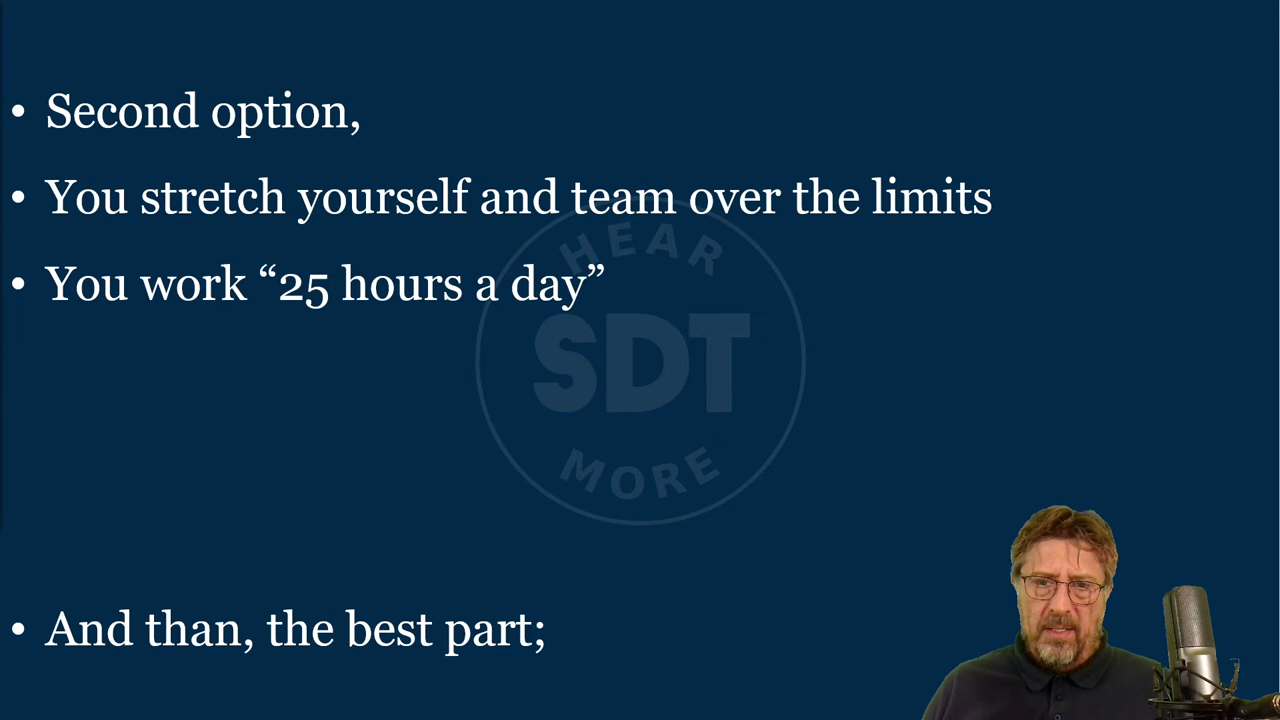 • Second option,
• You stretch yourself and team over the limits
• You work “25 hours a day”
HEAR
SDT
MORE
• And than, the best part;